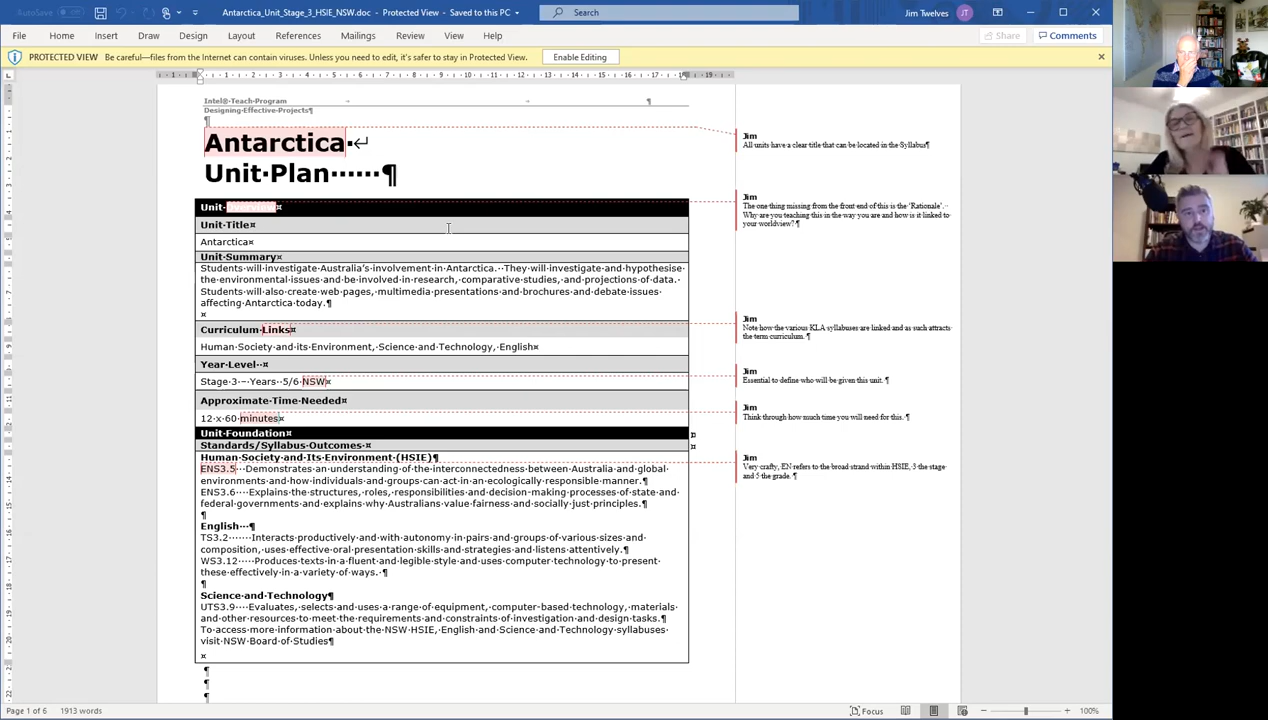 AutoSave Off Antarctica_Unit_Stage_3_HSIE_NSW.doc - Protected View - Saved to this PC Search Jim Twelves JT
File Home Insert Draw Design Layout References Mailings Review View Help Share Comments
PROTECTED VIEW Be careful—files from the Internet can contain viruses. Unless you need to edit, it's safer to stay in Protected View. Enable Editing
Intel® Teach Program
Designing Effective Projects¶
¶
Antarctica
Unit Plan ¶
Unit
Unit Title
Antarctica
Unit Summary
Students will investigate Australia's involvement in Antarctica. They will investigate and hypothesise
the environmental issues and be involved in research, comparative studies, and projections of data.
Students will also create web pages, multimedia presentations and brochures and debate issues
affecting Antarctica today.¶
Curriculum Links
Human Society and its Environment, Science and Technology, English
Year Level
Stage 3 – Years 5/6 NSW
Approximate Time Needed
12 x 60 minutes
Unit Foundation
Standards/Syllabus Outcomes
Human Society and Its Environment (HSIE)¶
ENS3.5 Demonstrates an understanding of the interconnectedness between Australia and global
environments and how individuals and groups can act in an ecologically responsible manner.¶
ENS3.6 Explains the structures, roles, responsibilities and decision-making processes of state and
federal governments and explains why Australians value fairness and socially just principles.¶
¶
English ¶
TS3.2 Interacts productively and with autonomy in pairs and groups of various sizes and
composition, uses effective oral presentation skills and strategies and listens attentively.¶
WS3.12 Produces texts in a fluent and legible style and uses computer technology to present
these effectively in a variety of ways. ¶
¶
Science and Technology¶
UTS3.9 Evaluates, selects and uses a range of equipment, computer-based technology, materials
and other resources to meet the requirements and constraints of investigation and design tasks.¶
To access more information about the NSW HSIE, English and Science and Technology syllabuses
visit NSW Board of Studies¶
¶
¶
¶
Jim
All units have a clear title that can be located in the Syllabus¶
Jim
The one thing missing from the front end of this is the 'Rationale'.
Why are you teaching this in the way you are and how is it linked to
your worldview? ¶
Jim
Note how the various KLA syllabuses are linked and as such attracts
the term curriculum. ¶
Jim
Essential to define who will be given this unit. ¶
Jim
Think through how much time you will need for this. ¶
Jim
Very crafty, EN refers to the broad strand within HSIE, 3 the stage
and 5 the grade. ¶
Page 1 of 6 1913 words Focus 100%